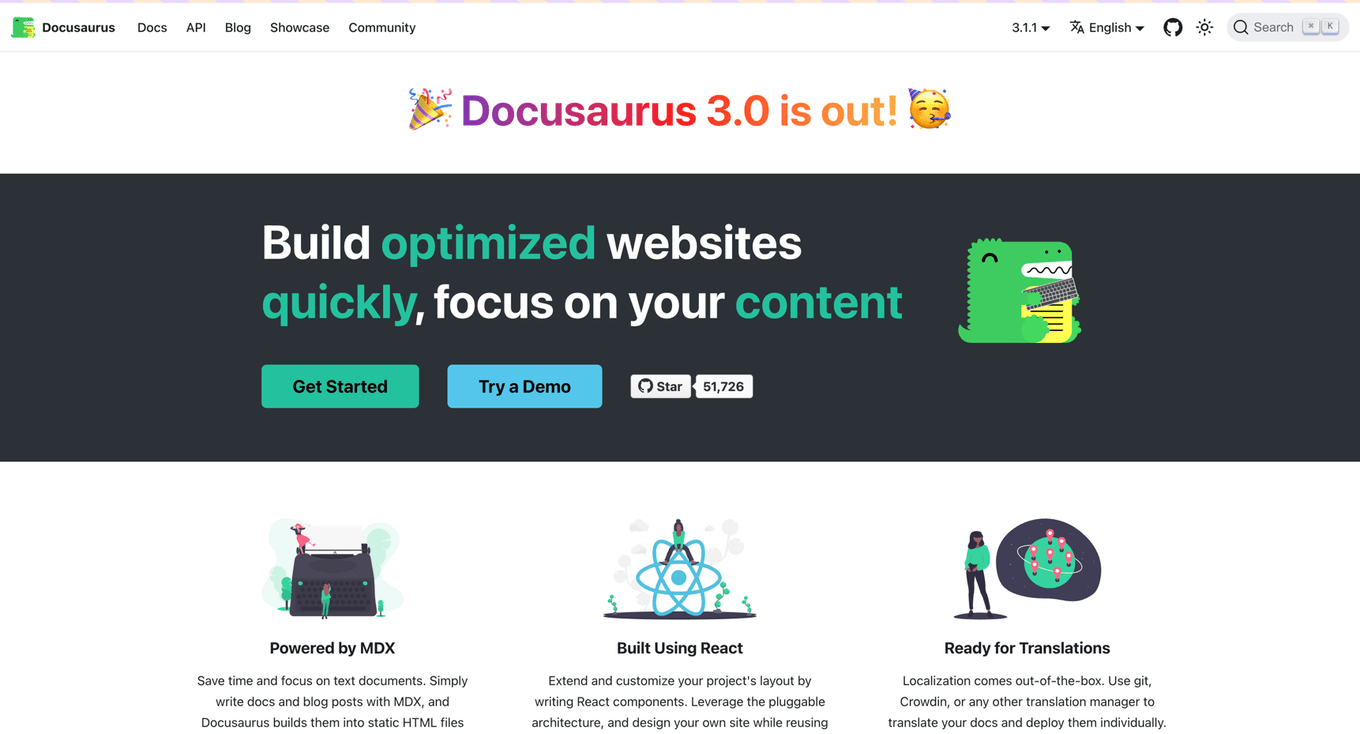 Docusaurus Docs API Blog Showcase Community 3.1.1 English Search ⌘ K
🎉 Docusaurus 3.0 is out! 🥳
Build optimized websites
quickly, focus on your content
Get Started Try a Demo Star 51,726
Powered by MDX
Save time and focus on text documents. Simply
write docs and blog posts with MDX, and
Docusaurus builds them into static HTML files
Built Using React
Extend and customize your project's layout by
writing React components. Leverage the pluggable
architecture, and design your own site while reusing
Ready for Translations
Localization comes out-of-the-box. Use git,
Crowdin, or any other translation manager to
translate your docs and deploy them individually.